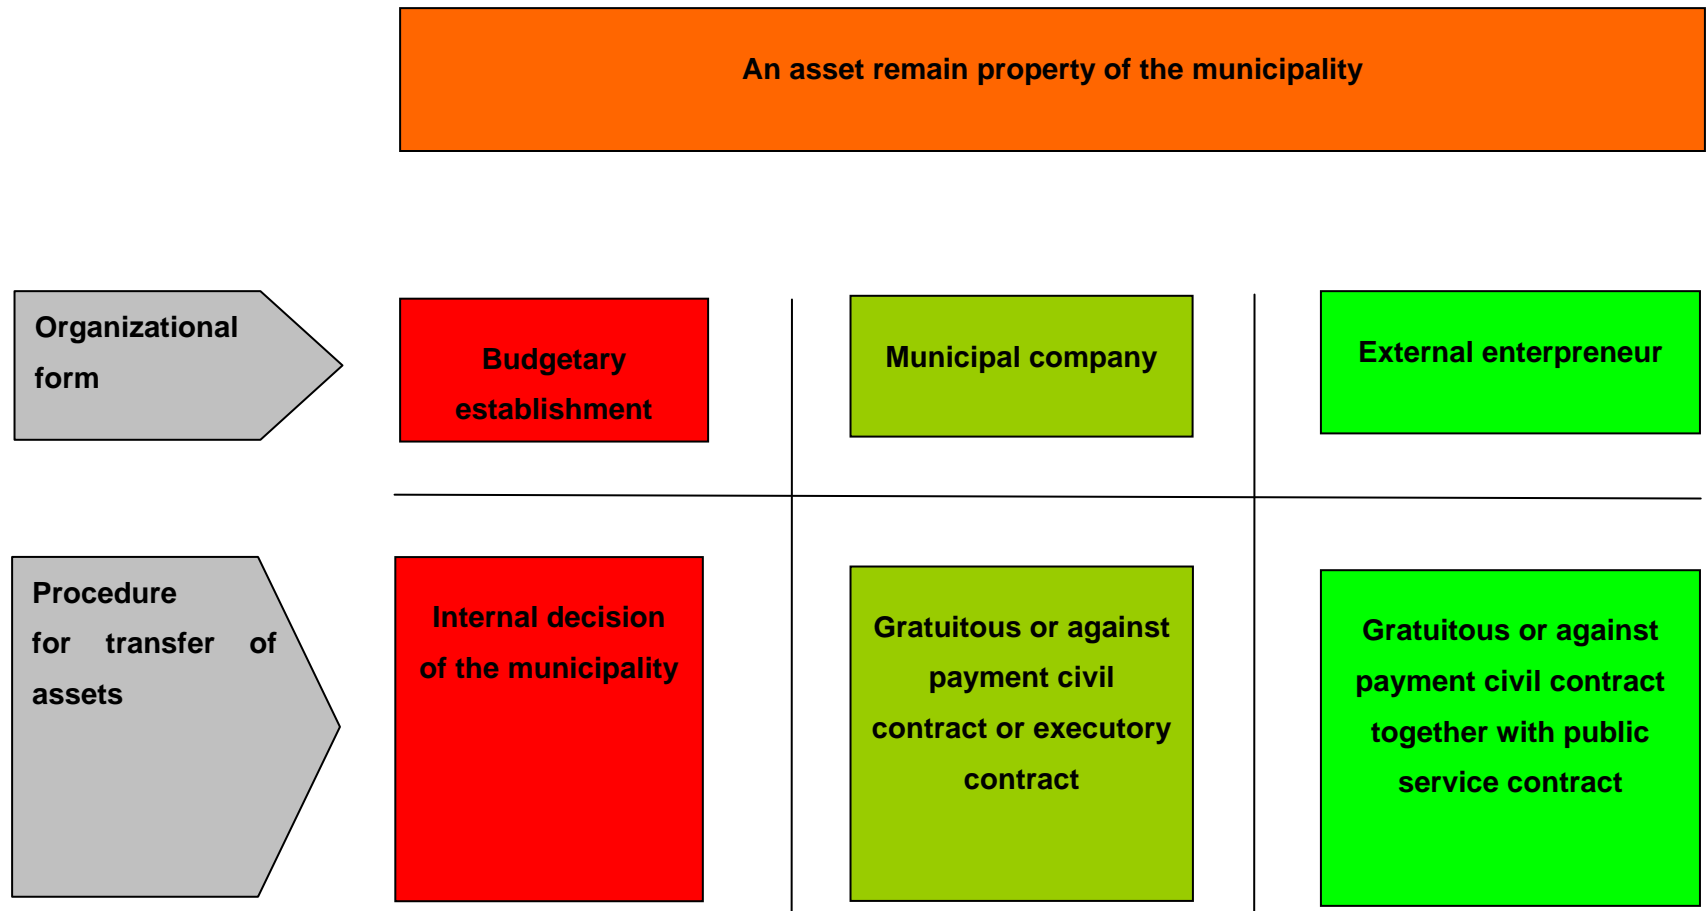 An asset remain property of the municipality
Organizational
form
Budgetary
establishment
Municipal company
External enterpreneur
Procedure
for transfer of
assets
Internal decision
of the municipality
Gratuitous or against
payment civil
contract or executory
contract
Gratuitous or against
payment civil contract
together with public
service contract